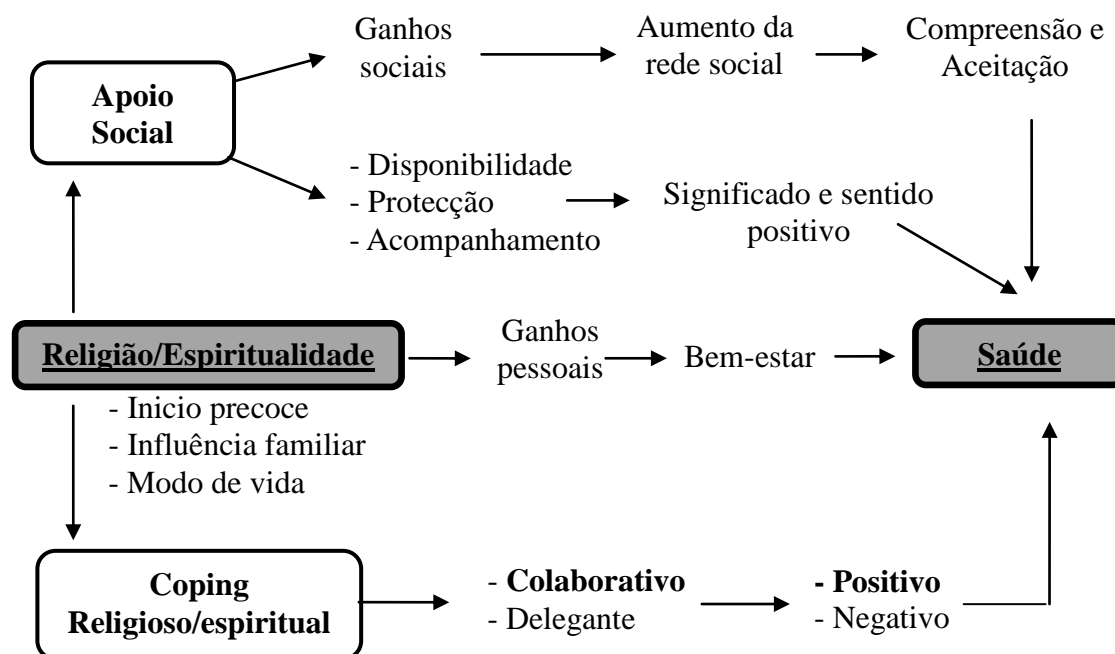 Ganhos
sociais
Aumento da
rede social
Compreensão e
Aceitação
Apoio
Social
- Disponibilidade
- Protecção
- Acompanhamento
Significado e sentido
positivo
Religião/Espiritualidade
Ganhos
pessoais
Bem-estar
Saúde
- Inicio precoce
- Influência familiar
- Modo de vida
Coping
Religioso/espiritual
- Colaborativo
- Delegante
- Positivo
- Negativo